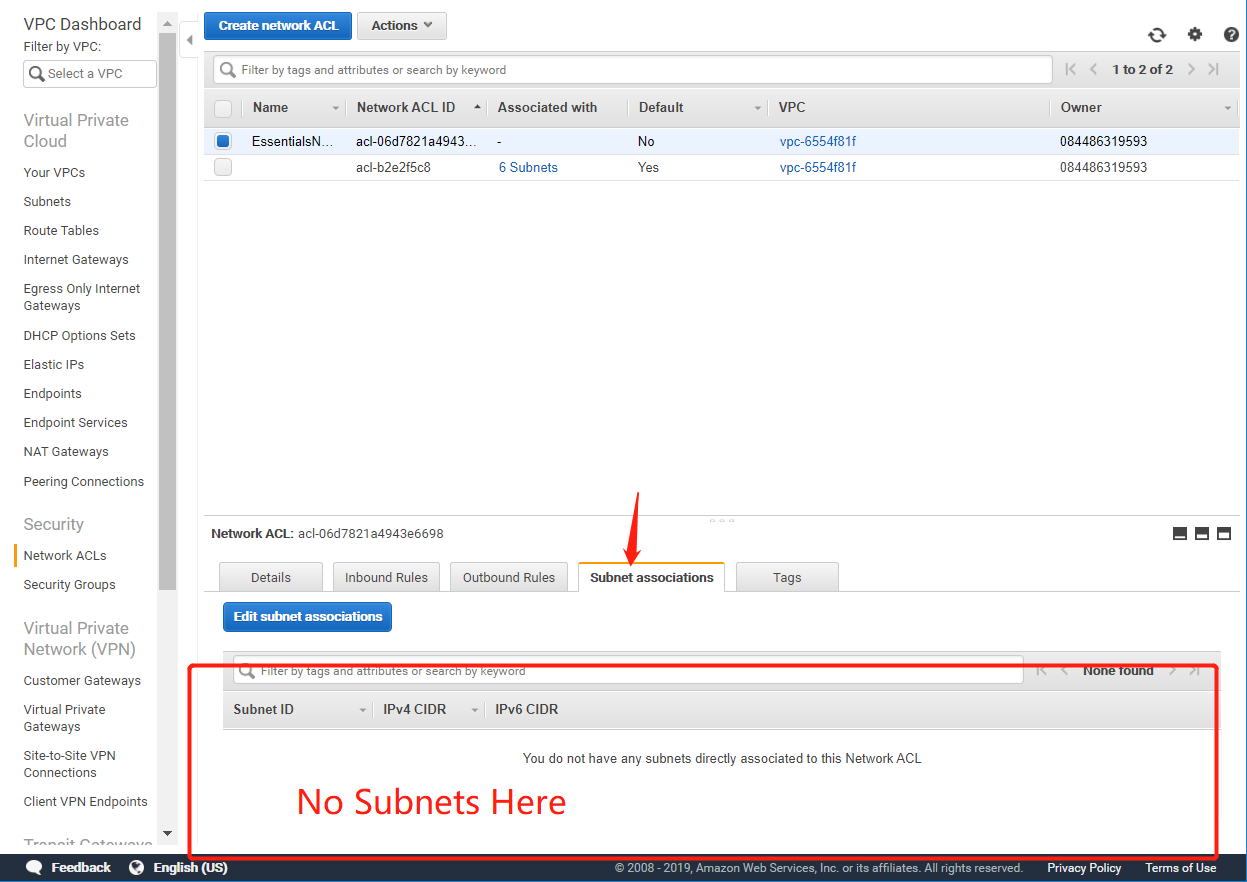 VPC Dashboard
Filter by VPC:
Select a VPC
Virtual Private
Cloud
Your VPCs
Subnets
Route Tables
Internet Gateways
Egress Only Internet
Gateways
DHCP Options Sets
Elastic IPs
Endpoints
Endpoint Services
NAT Gateways
Peering Connections
Security
Network ACLs
Security Groups
Virtual Private
Network (VPN)
Customer Gateways
Virtual Private
Gateways
Site-to-Site VPN
Connections
Client VPN Endpoints
Transit Gateways
Create network ACL Actions
Filter by tags and attributes or search by keyword 1 to 2 of 2
Name Network ACL ID Associated with Default VPC Owner
EssentialsN... acl-06d7821a4943... - No vpc-6554f81f 084486319593
acl-b2e2f5c8 6 Subnets Yes vpc-6554f81f 084486319593
Network ACL: acl-06d7821a4943e6698
Details Inbound Rules Outbound Rules Subnet associations Tags
Edit subnet associations
Filter by tags and attributes or search by keyword None found
Subnet ID IPv4 CIDR IPv6 CIDR
You do not have any subnets directly associated to this Network ACL
No Subnets Here
Feedback English (US) © 2008 - 2019, Amazon Web Services, Inc. or its affiliates. All rights reserved. Privacy Policy Terms of Use